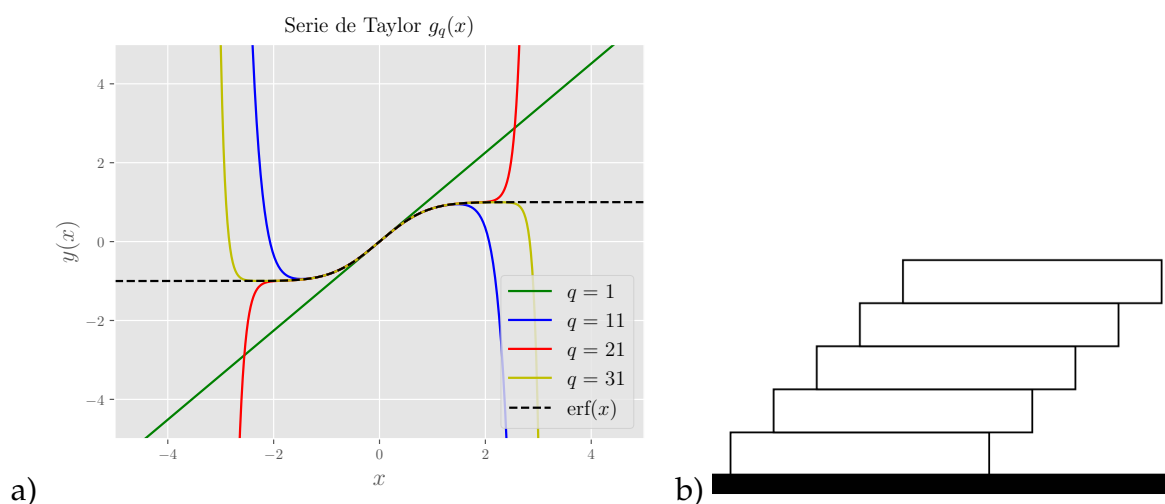 Serie de Taylor g_q(x)
4
2
0
−2
−4
y(x)
−4
−2
0
2
4
x
q = 1
q = 11
q = 21
q = 31
erf(x)
a)
b)